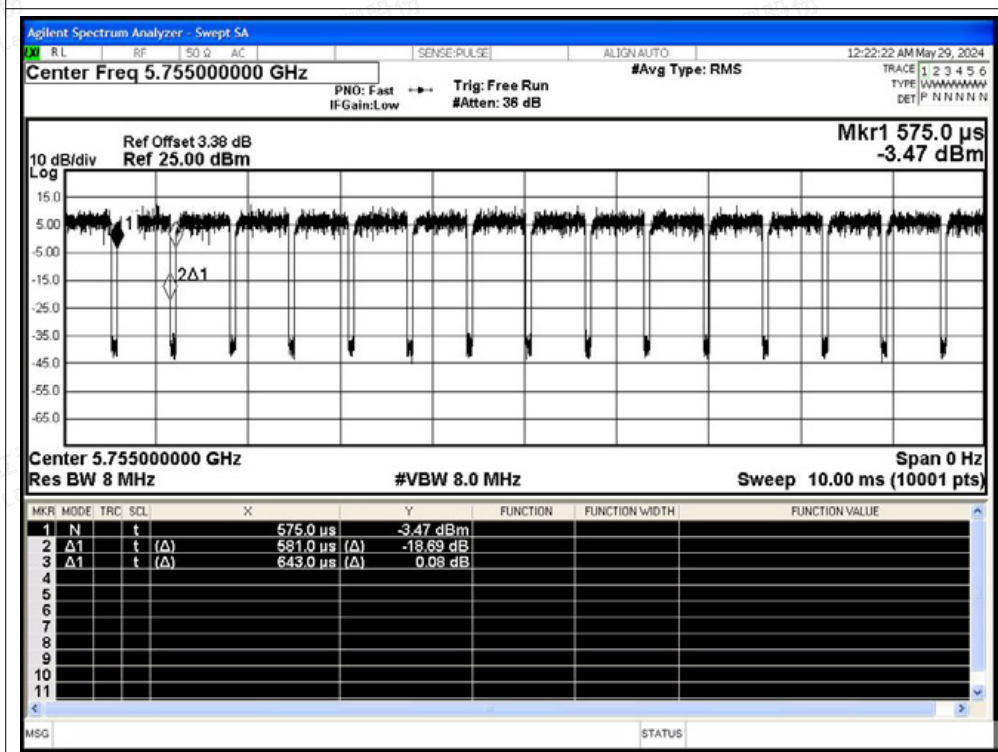 Agilent Spectrum Analyzer - Swept SA
LXI RL RF 50 Ω AC SENSE:PULSE ALIGN AUTO 12:22:22 AM May 29, 2024
Center Freq 5.755000000 GHz #Avg Type: RMS TRACE 1 2 3 4 5 6
PNO: Fast Trig: Free Run TYPE WWWWWW
IFGain:Low #Atten: 36 dB DET P N N N N N
Mkr1 575.0 µs
Ref Offset 3.38 dB
10 dB/div Ref 25.00 dBm -3.47 dBm
Log
15.0
5.00
1
-5.00
-15.0
2Δ1
-25.0
-35.0
-45.0
-55.0
-65.0
Center 5.755000000 GHz Span 0 Hz
Res BW 8 MHz #VBW 8.0 MHz Sweep 10.00 ms (10001 pts)
MKR MODE TRC SCL X Y FUNCTION FUNCTION WIDTH FUNCTION VALUE
1 N t 575.0 µs -3.47 dBm
2 Δ1 t (Δ) 581.0 µs (Δ) -18.69 dB
3 Δ1 t (Δ) 643.0 µs (Δ) 0.08 dB
4
5
6
7
8
9
10
11
MSG STATUS